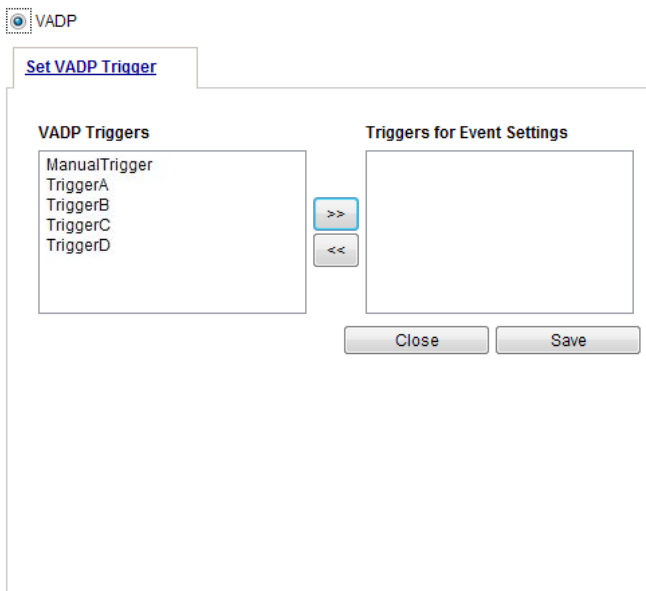 VADP
Set VADP Trigger
VADP Triggers
Triggers for Event Settings
ManualTrigger
TriggerA
TriggerB
TriggerC
TriggerD
>>
<<
Close
Save